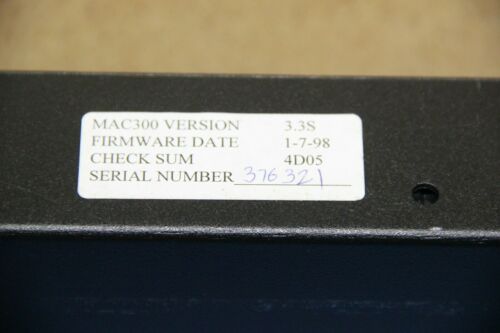 MAC300 VERSION 3.3S
FIRMWARE DATE 1-7-98
CHECK SUM 4D05
SERIAL NUMBER 376321